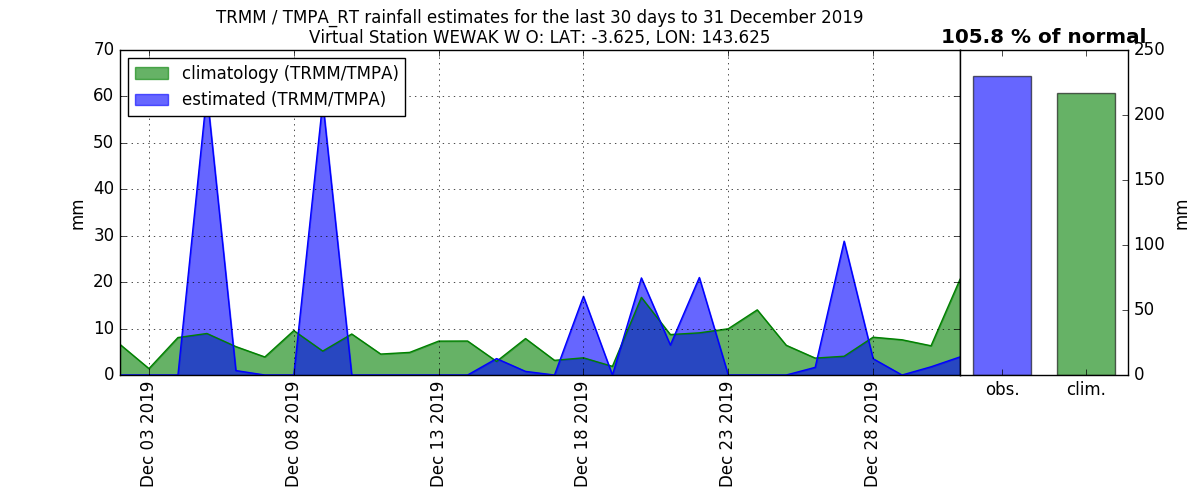 TRMM / TMPA_RT rainfall estimates for the last 30 days to 31 December 2019
Virtual Station WEWAK W O: LAT: -3.625, LON: 143.625
105.8 % of normal
climatology (TRMM/TMPA)
estimated (TRMM/TMPA)
70
60
50
40
30
20
10
0
mm
Dec 03 2019
Dec 08 2019
Dec 13 2019
Dec 18 2019
Dec 23 2019
Dec 28 2019
250
200
150
100
50
0
mm
obs.
clim.